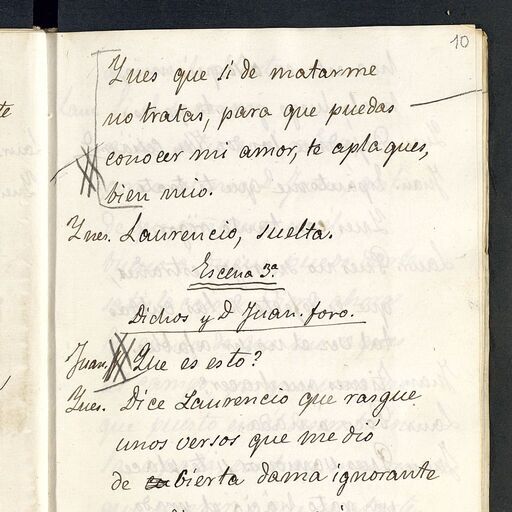 10
Ynes que si de matarme
no tratas, para que puedas
conocer mi amor, te aplaques,
bien mio.
Ynes. Laurencio, suelta.
Escena 3ª
Dichos y D. Juan. foro.
Juan. Que es esto?
Ynes. Dice Laurencio que rasgue
unos versos que me dió
de cierta dama ignorante